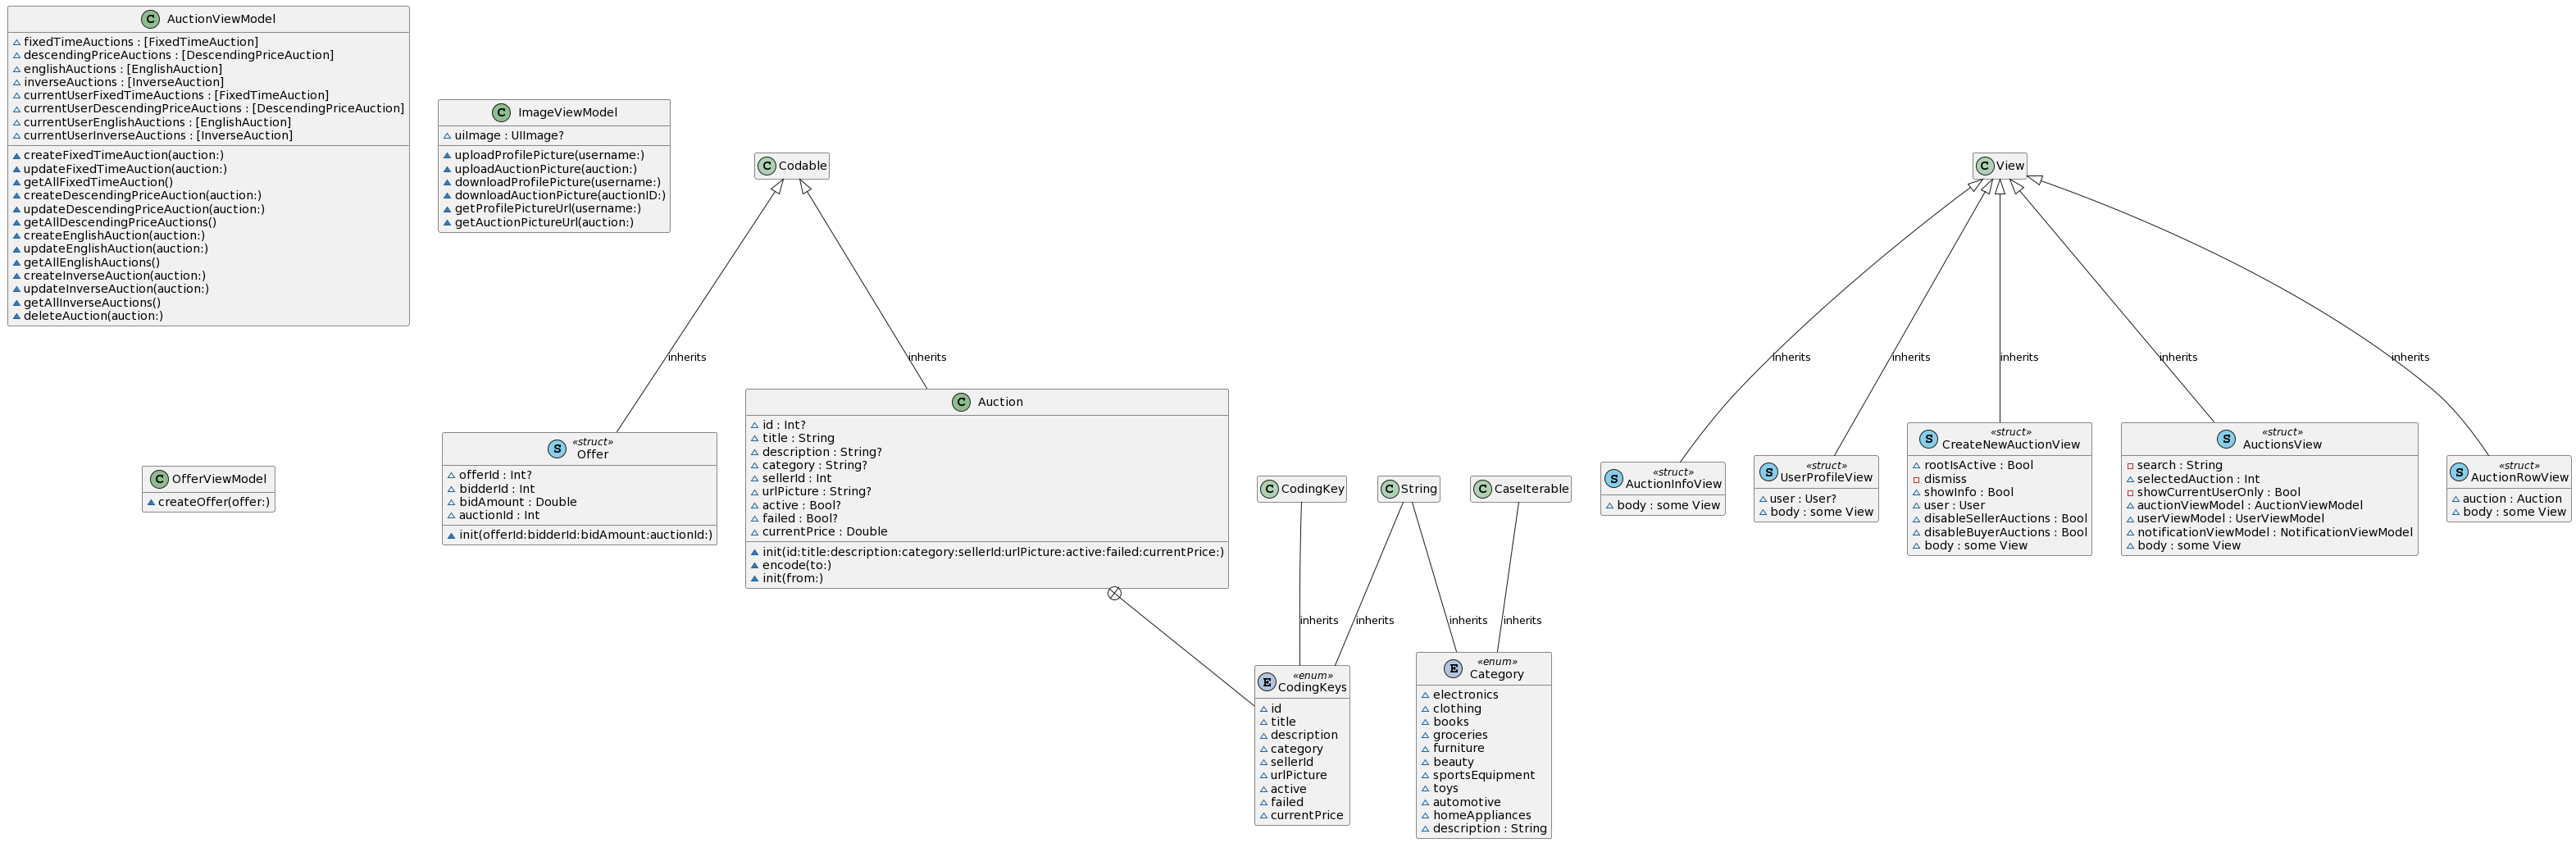 C AuctionViewModel
fixedTimeAuctions : [FixedTimeAuction]
descendingPriceAuctions : [DescendingPriceAuction]
englishAuctions : [EnglishAuction]
inverseAuctions : [InverseAuction]
currentUserFixedTimeAuctions : [FixedTimeAuction]
currentUserDescendingPriceAuctions : [DescendingPriceAuction]
currentUserEnglishAuctions : [EnglishAuction]
currentUserInverseAuctions : [InverseAuction]
createFixedTimeAuction(auction:)
updateFixedTimeAuction(auction:)
getAllFixedTimeAuction()
createDescendingPriceAuction(auction:)
updateDescendingPriceAuction(auction:)
getAllDescendingPriceAuctions()
createEnglishAuction(auction:)
updateEnglishAuction(auction:)
getAllEnglishAuctions()
createInverseAuction(auction:)
updateInverseAuction(auction:)
getAllInverseAuctions()
deleteAuction(auction:)
C ImageViewModel
uiImage : UIImage?
uploadProfilePicture(username:)
uploadAuctionPicture(auction:)
downloadProfilePicture(username:)
downloadAuctionPicture(auctionID:)
getProfilePictureUrl(username:)
getAuctionPictureUrl(auction:)
C Codable
C View
inherits
inherits
inherits
inherits
inherits
inherits
inherits
C OfferViewModel
createOffer(offer:)
«struct»
S Offer
offerId : Int?
bidderId : Int
bidAmount : Double
auctionId : Int
init(offerId:bidderId:bidAmount:auctionId:)
C Auction
id : Int?
title : String
description : String?
category : String?
sellerId : Int
urlPicture : String?
active : Bool?
failed : Bool?
currentPrice : Double
init(id:title:description:category:sellerId:urlPicture:active:failed:currentPrice:)
encode(to:)
init(from:)
C CodingKey
C String
C CaseIterable
«struct»
S AuctionInfoView
body : some View
«struct»
S UserProfileView
user : User?
body : some View
«struct»
S CreateNewAuctionView
rootIsActive : Bool
dismiss
showInfo : Bool
user : User
disableSellerAuctions : Bool
disableBuyerAuctions : Bool
body : some View
«struct»
S AuctionsView
search : String
selectedAuction : Int
showCurrentUserOnly : Bool
auctionViewModel : AuctionViewModel
userViewModel : UserViewModel
notificationViewModel : NotificationViewModel
body : some View
«struct»
S AuctionRowView
auction : Auction
body : some View
inherits
inherits
inherits
inherits
«enum»
E CodingKeys
id
title
description
category
sellerId
urlPicture
active
failed
currentPrice
«enum»
E Category
electronics
clothing
books
groceries
furniture
beauty
sportsEquipment
toys
automotive
homeAppliances
description : String